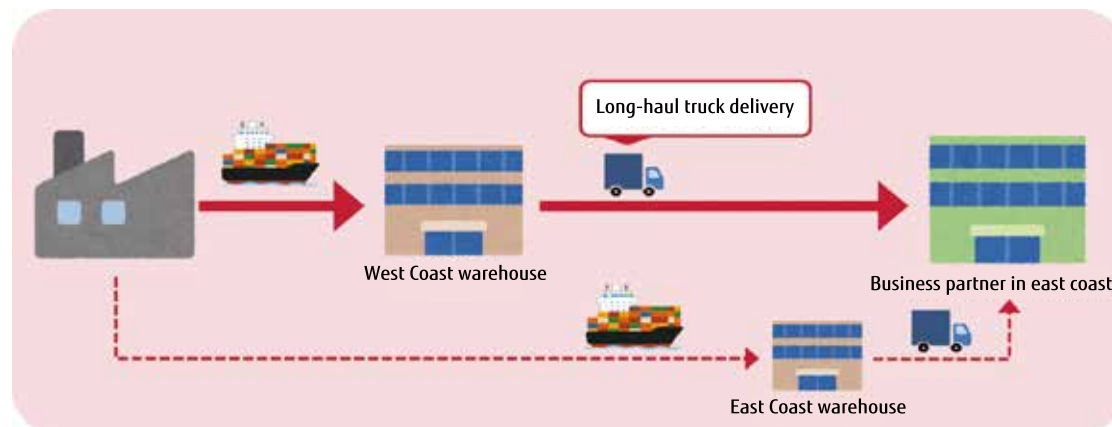 Long-haul truck delivery
West Coast warehouse
Business partner in east coast
East Coast warehouse